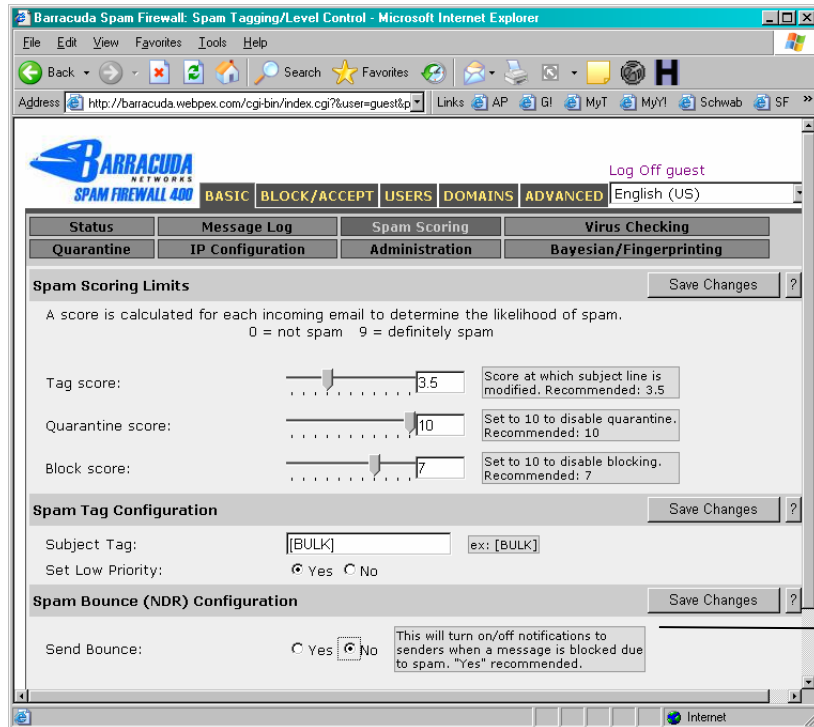 Barracuda Spam Firewall: Spam Tagging/Level Control - Microsoft Internet Explorer
File Edit View Favorites Tools Help
Back Search Favorites
Address http://barracuda.webpex.com/cgi-bin/index.cgi?&user=guest&p Links AP G! MyT MyY! Schwab SF »
BARRACUDA
NETWORKS
SPAM FIREWALL 400
Log Off guest
BASIC BLOCK/ACCEPT USERS DOMAINS ADVANCED English (US)
Status Message Log Spam Scoring Virus Checking
Quarantine IP Configuration Administration Bayesian/Fingerprinting
Spam Scoring Limits Save Changes ?
A score is calculated for each incoming email to determine the likelihood of spam.
0 = not spam 9 = definitely spam
Tag score: 3.5 Score at which subject line is
modified. Recommended: 3.5
Quarantine score: 10 Set to 10 to disable quarantine.
Recommended: 10
Block score: 7 Set to 10 to disable blocking.
Recommended: 7
Spam Tag Configuration Save Changes ?
Subject Tag: [BULK] ex: [BULK]
Set Low Priority: Yes No
Spam Bounce (NDR) Configuration Save Changes ?
Send Bounce: Yes No This will turn on/off notifications to
senders when a message is blocked due
to spam. "Yes" recommended.
Internet